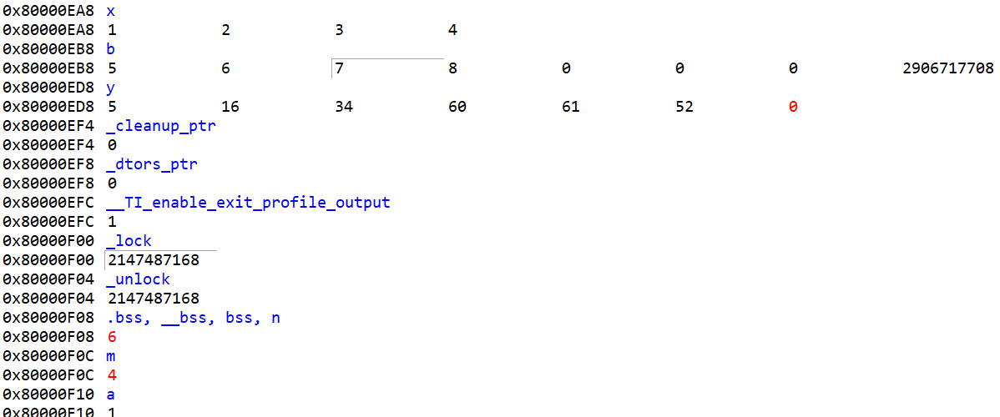 0x80000EA8 x
0x80000EA8 1 2 3 4
0x80000EB8 b
0x80000EB8 5 6 7 8 0 0 0 2906717708
0x80000ED8 y
0x80000ED8 5 16 34 60 61 52 0
0x80000EF4 _cleanup_ptr
0x80000EF4 0
0x80000EF8 _dtors_ptr
0x80000EF8 0
0x80000EFC __TI_enable_exit_profile_output
0x80000EFC 1
0x80000F00 _lock
0x80000F00 2147487168
0x80000F04 _unlock
0x80000F04 2147487168
0x80000F08 .bss, __bss, bss, n
0x80000F08 6
0x80000F0C m
0x80000F0C 4
0x80000F10 a
0x80000F10 1